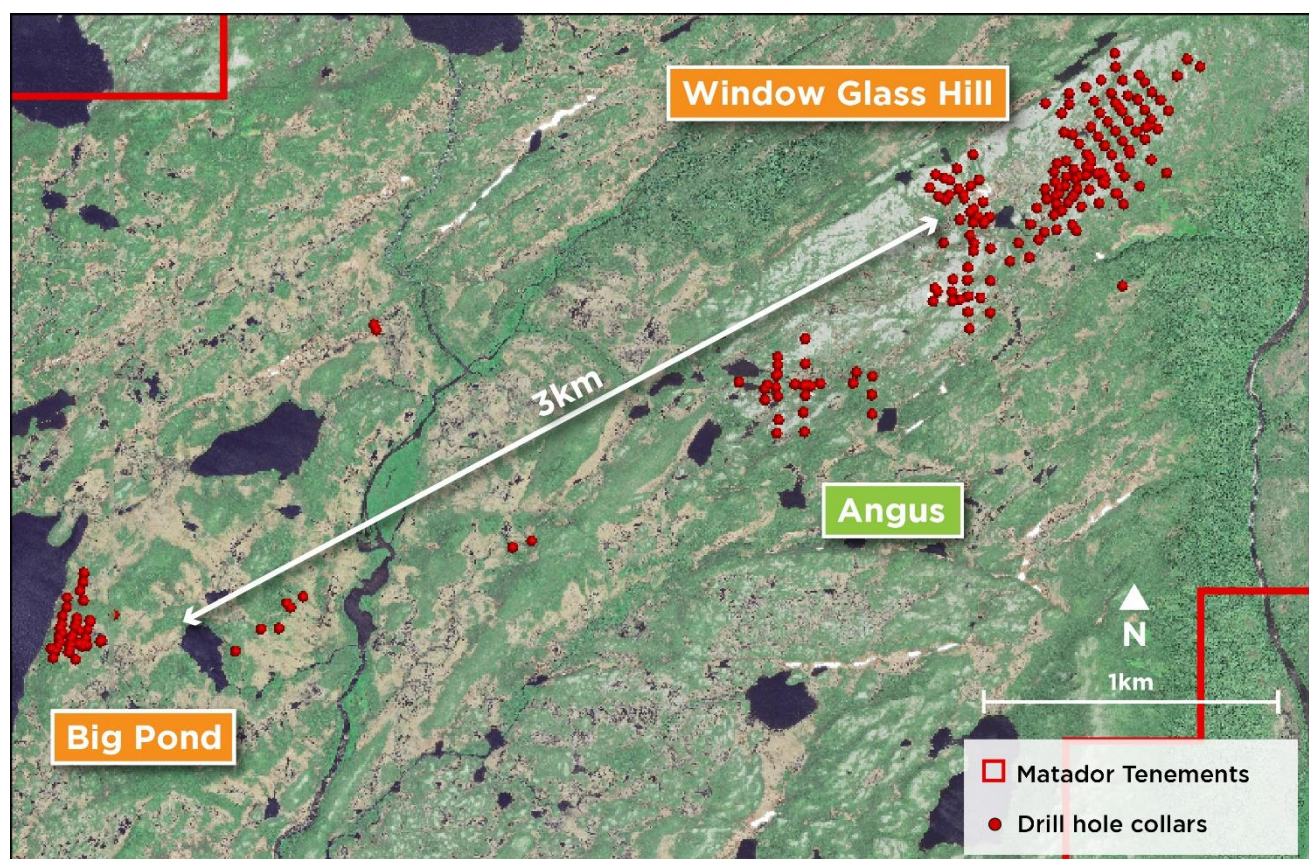 Window Glass Hill
3km
Angus
N
1km
Big Pond
Matador Tenements
Drill hole collars